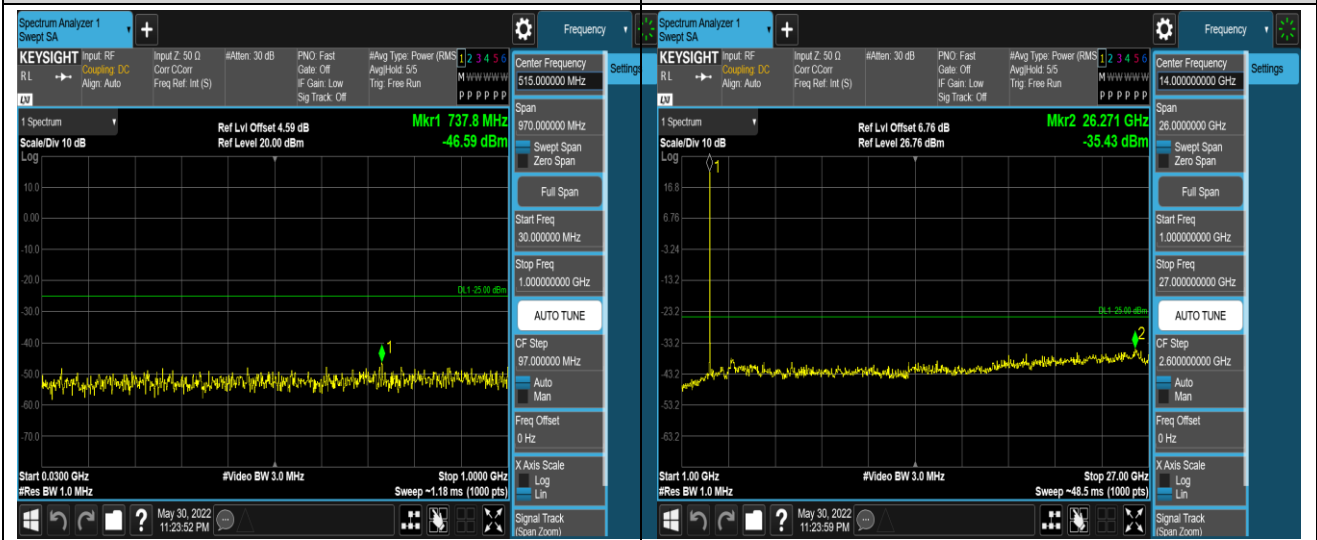 Spectrum Analyzer 1
Swept SA
+
Frequency
KEYSIGHT
RL
LXI
Input: RF
Coupling: DC
Align: Auto
Input Z: 50 Ω
Corr CCorr
Freq Ref: Int (S)
#Atten: 30 dB
PNO: Fast
Gate: Off
IF Gain: Low
Sig Track: Off
#Avg Type: Power (RMS
Avg|Hold: 5/5
Trig: Free Run
1 2 3 4 5 6
M W W W W W
P P P P P P
Center Frequency
515.000000 MHz
Settings
Span
970.000000 MHz
Swept Span
Zero Span
Full Span
Start Freq
30.000000 MHz
Stop Freq
1.000000000 GHz
AUTO TUNE
CF Step
97.000000 MHz
Auto
Man
Freq Offset
0 Hz
X Axis Scale
Log
Lin
Signal Track
(Span Zoom)
1 Spectrum
Scale/Div 10 dB
Log
Ref Lvl Offset 4.59 dB
Ref Level 20.00 dBm
Mkr1 737.8 MHz
-46.59 dBm
10.0
0.00
-10.0
-20.0
DL1 -25.00 dBm
-30.0
-40.0
1
-50.0
-60.0
-70.0
Start 0.0300 GHz
#Res BW 1.0 MHz
#Video BW 3.0 MHz
Stop 1.0000 GHz
Sweep ~1.18 ms (1000 pts)
?
May 30, 2022
11:23:52 PM
Spectrum Analyzer 1
Swept SA
+
Frequency
KEYSIGHT
RL
LXI
Input: RF
Coupling: DC
Align: Auto
Input Z: 50 Ω
Corr CCorr
Freq Ref: Int (S)
#Atten: 30 dB
PNO: Fast
Gate: Off
IF Gain: Low
Sig Track: Off
#Avg Type: Power (RMS
Avg|Hold: 5/5
Trig: Free Run
1 2 3 4 5 6
M W W W W W
P P P P P P
Center Frequency
14.000000000 GHz
Settings
Span
26.0000000 GHz
Swept Span
Zero Span
Full Span
Start Freq
1.000000000 GHz
Stop Freq
27.000000000 GHz
AUTO TUNE
CF Step
2.600000000 GHz
Auto
Man
Freq Offset
0 Hz
X Axis Scale
Log
Lin
Signal Track
(Span Zoom)
1 Spectrum
Scale/Div 10 dB
Log
Ref Lvl Offset 6.76 dB
Ref Level 26.76 dBm
Mkr2 26.271 GHz
-35.43 dBm
1
16.8
6.76
-3.24
-13.2
-23.2
DL1 -25.00 dBm
2
-33.2
-43.2
-53.2
-63.2
Start 1.00 GHz
#Res BW 1.0 MHz
#Video BW 3.0 MHz
Stop 27.00 GHz
Sweep ~48.5 ms (1000 pts)
?
May 30, 2022
11:23:59 PM